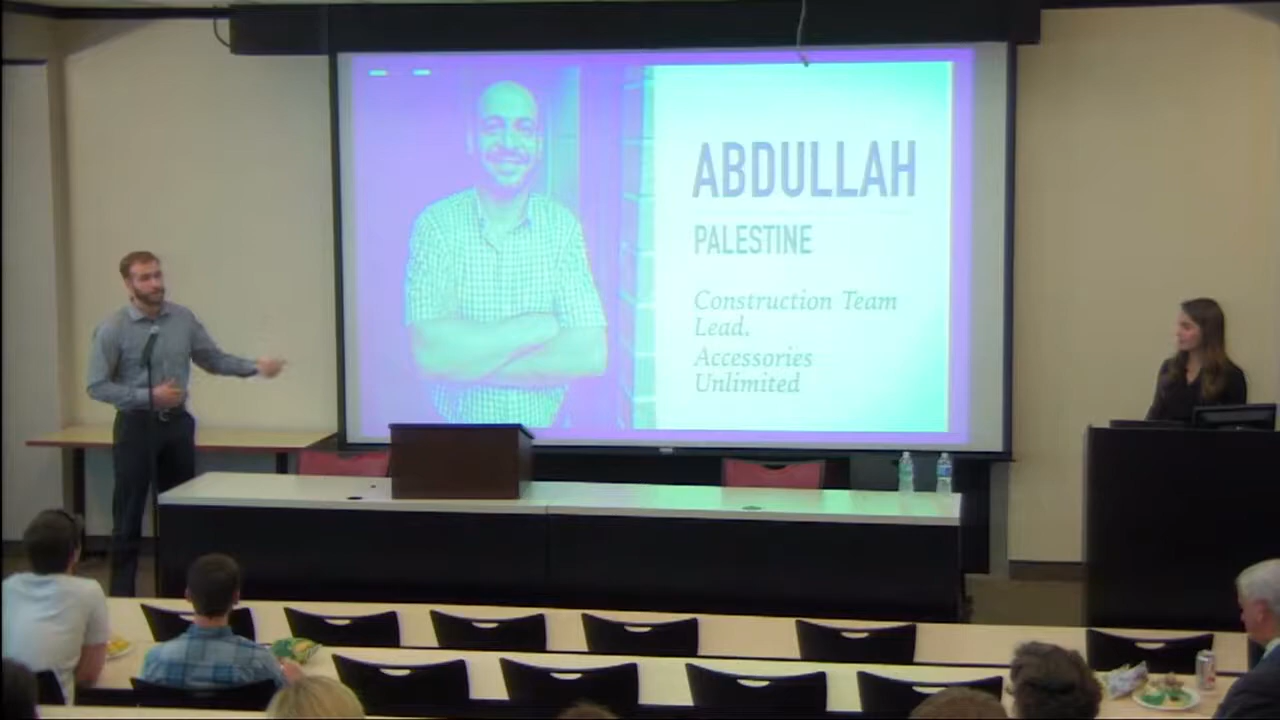 ABDULLAH
PALESTINE
Construction Team
Lead.
Accessories
Unlimited